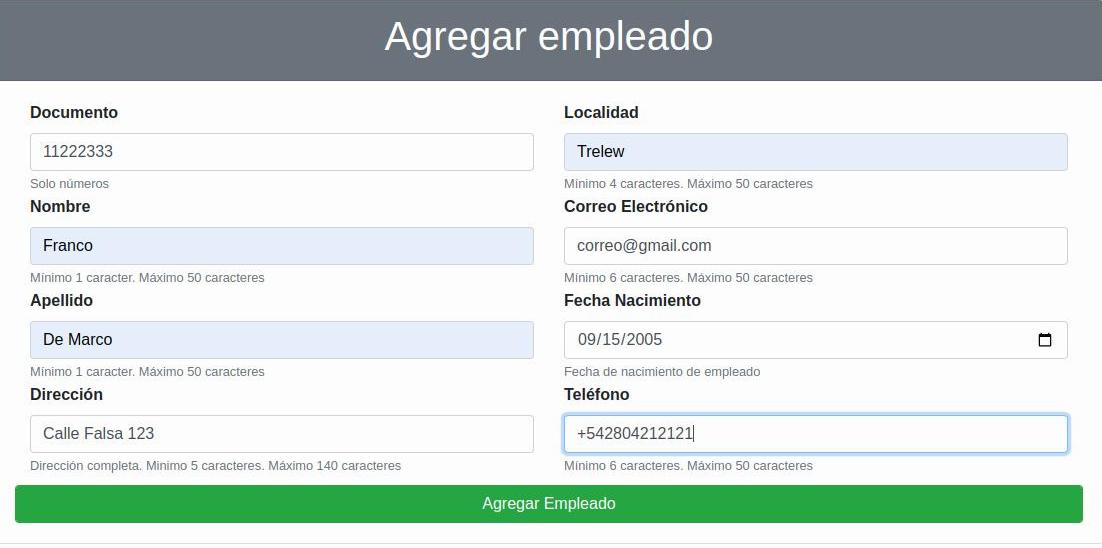 Agregar empleado
Documento
11222333
Solo números
Nombre
Franco
Mínimo 1 caracter. Máximo 50 caracteres
Apellido
De Marco
Mínimo 1 caracter. Máximo 50 caracteres
Dirección
Calle Falsa 123
Dirección completa. Minimo 5 caracteres. Máximo 140 caracteres
Localidad
Trelew
Mínimo 4 caracteres. Máximo 50 caracteres
Correo Electrónico
correo@gmail.com
Mínimo 6 caracteres. Máximo 50 caracteres
Fecha Nacimiento
09/15/2005
Fecha de nacimiento de empleado
Teléfono
+542804212121
Mínimo 6 caracteres. Máximo 50 caracteres
Agregar Empleado